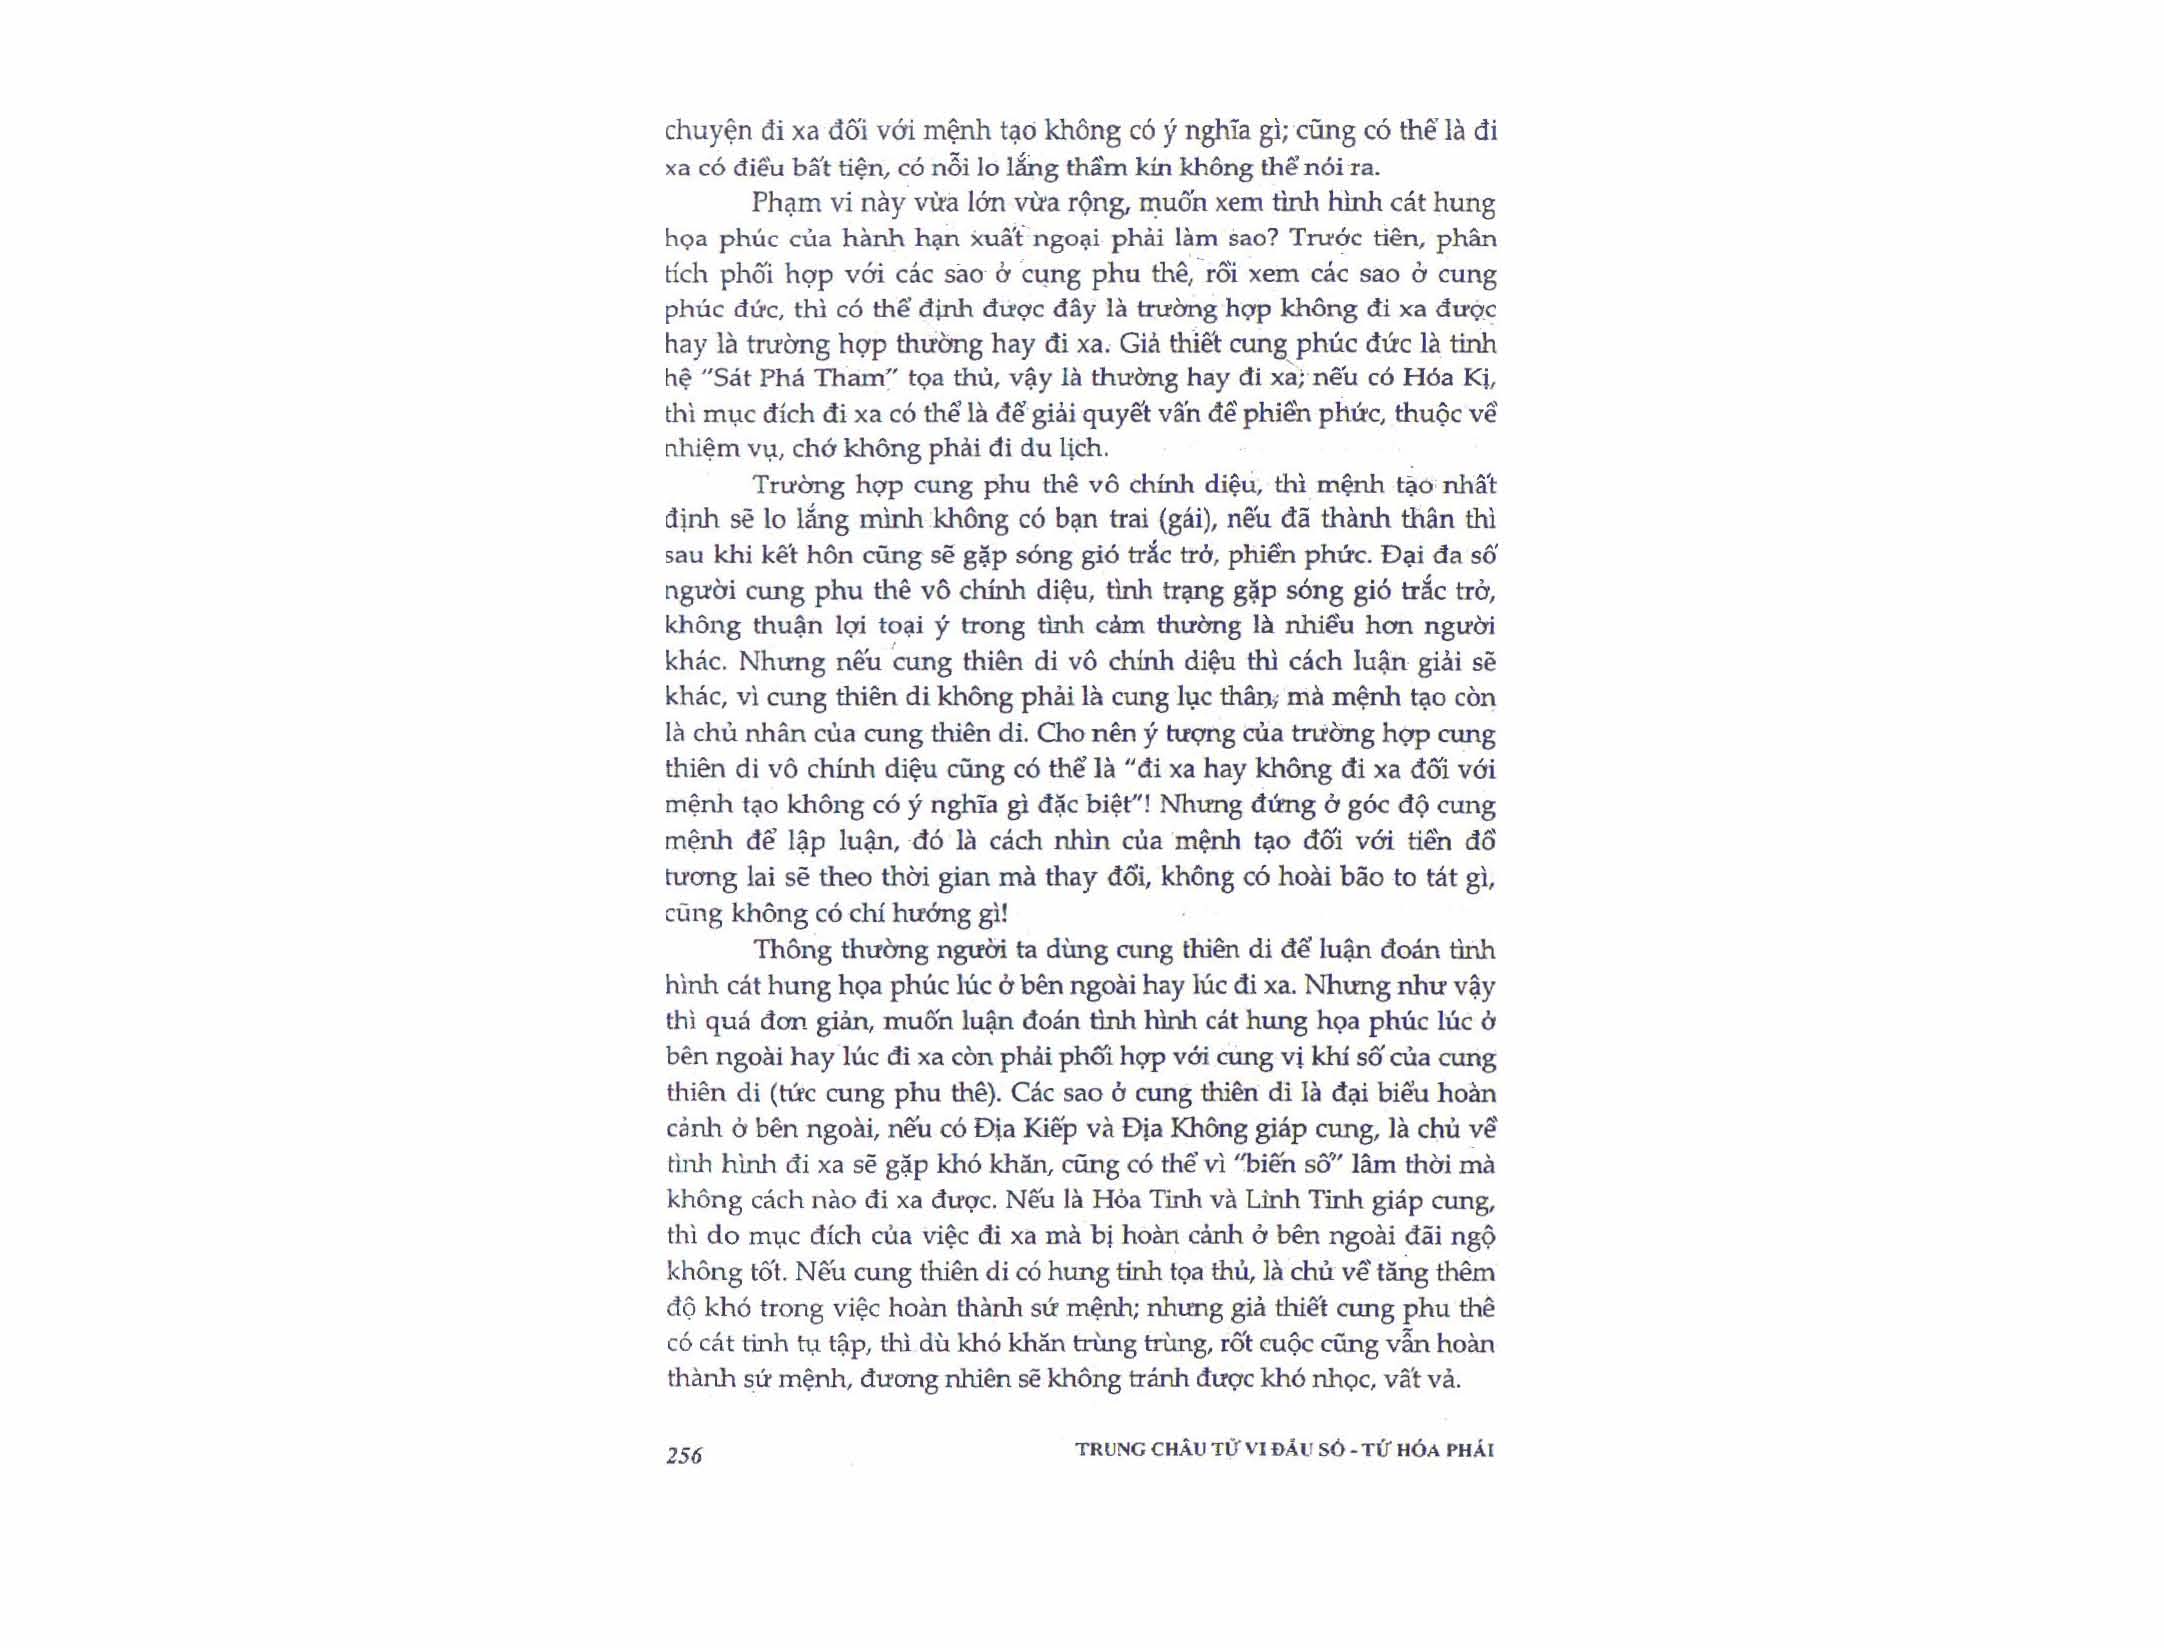 chuyện đi xa đối với mệnh tạo không có ý nghĩa gì; cũng có thể là đi
xa có điều bất tiện, có nỗi lo lắng thầm kín không thể nói ra.
Phạm vi này vừa lớn vừa rộng, muốn xem tình hình cát hung
họa phúc của hành hạn xuất ngoại phải làm sao? Trước tiên, phân
tích phối hợp với các sao ở cung phu thê, rồi xem các sao ở cung
phúc đức, thì có thể định được đây là trường hợp không đi xa được
hay là trường hợp thường hay đi xa. Giả thiết cung phúc đức là tinh
hệ "Sát Phá Tham" tọa thủ, vậy là thường hay đi xa; nếu có Hóa Kị,
thì mục đích đi xa có thể là để giải quyết vấn đề phiền phức, thuộc về
nhiệm vụ, chớ không phải đi du lịch.
Trường hợp cung phu thê vô chính diệu, thì mệnh tạo nhất
định sẽ lo lắng mình không có bạn trai (gái), nếu đã thành thân thì
sau khi kết hôn cũng sẽ gặp sóng gió trắc trở, phiền phức. Đại đa số
người cung phu thê vô chính diệu, tình trạng gặp sóng gió trắc trở,
không thuận lợi toại ý trong tình cảm thường là nhiều hơn người
khác. Nhưng nếu cung thiên di vô chính diệu thì cách luận giải sẽ
khác, vì cung thiên di không phải là cung lục thân, mà mệnh tạo còn
là chủ nhân của cung thiên di. Cho nên ý tượng của trường hợp cung
thiên di vô chính diệu cũng có thể là "đi xa hay không đi xa đối với
mệnh tạo không có ý nghĩa gì đặc biệt"! Nhưng đứng ở góc độ cung
mệnh để lập luận, đó là cách nhìn của mệnh tạo đối với tiền đồ
tương lai sẽ theo thời gian mà thay đổi, không có hoài bão to tát gì,
cũng không có chí hướng gì!
Thông thường người ta dùng cung thiên di để luận đoán tình
hình cát hung họa phúc lúc ở bên ngoài hay lúc đi xa. Nhưng như vậy
thì quá đơn giản, muốn luận đoán tình hình cát hung họa phúc lúc ở
bên ngoài hay lúc đi xa còn phải phối hợp với cung vị khí số của cung
thiên di (tức cung phu thê). Các sao ở cung thiên di là đại biểu hoàn
cảnh ở bên ngoài, nếu có Địa Kiếp và Địa Không giáp cung, là chủ về
tình hình đi xa sẽ gặp khó khăn, cũng có thể vì "biến số" lâm thời mà
không cách nào đi xa được. Nếu là Hỏa Tinh và Linh Tinh giáp cung,
thì do mục đích của việc đi xa mà bị hoàn cảnh ở bên ngoài đãi ngộ
không tốt. Nếu cung thiên di có hung tinh tọa thủ, là chủ về tăng thêm
độ khó trong việc hoàn thành sứ mệnh; nhưng giả thiết cung phu thê
có cát tinh tụ tập, thì dù khó khăn trùng trùng, rốt cuộc cũng vẫn hoàn
thành sứ mệnh, đương nhiên sẽ không tránh được khó nhọc, vất vả.
256 TRUNG CHÂU TỬ VI ĐẨU SỐ - TỨ HÓA PHÁI